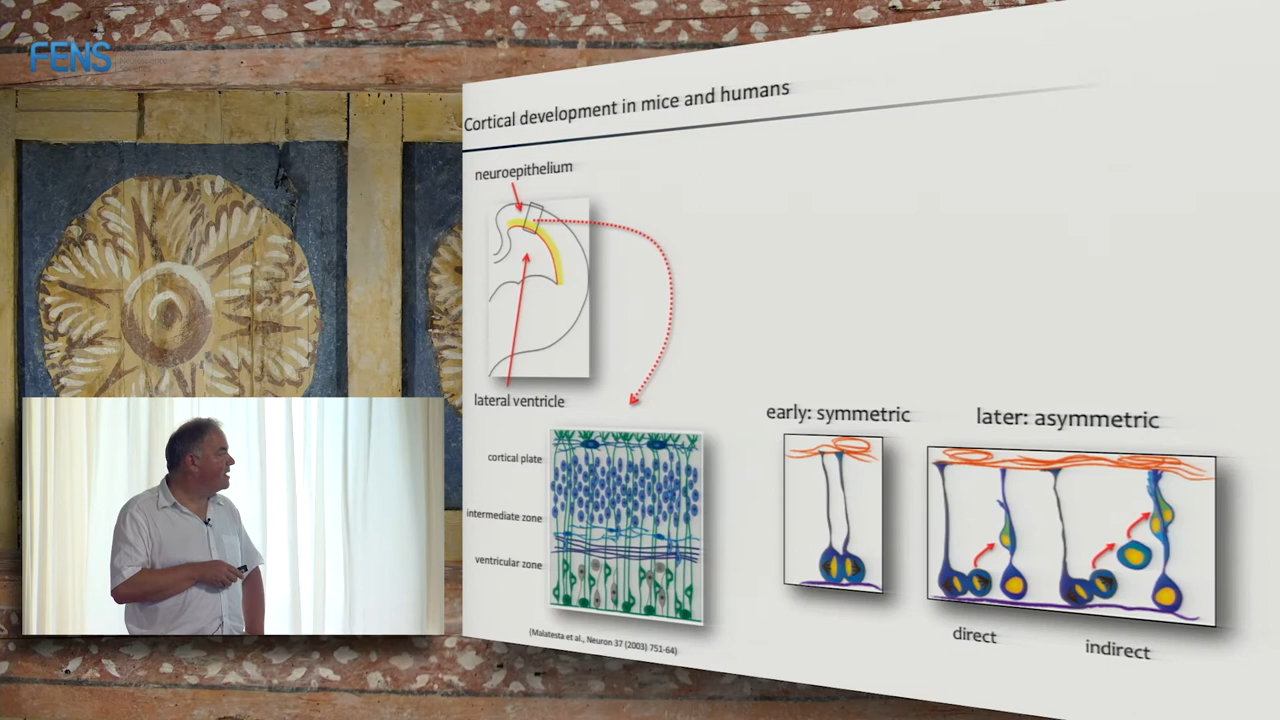 FENS
Cortical development in mice and humans
neuroepithelium
lateral ventricle
cortical plate
intermediate zone
ventricular zone
(Malatesta et al., Neuron 37 (2003) 751-64)
early: symmetric
later: asymmetric
direct
indirect